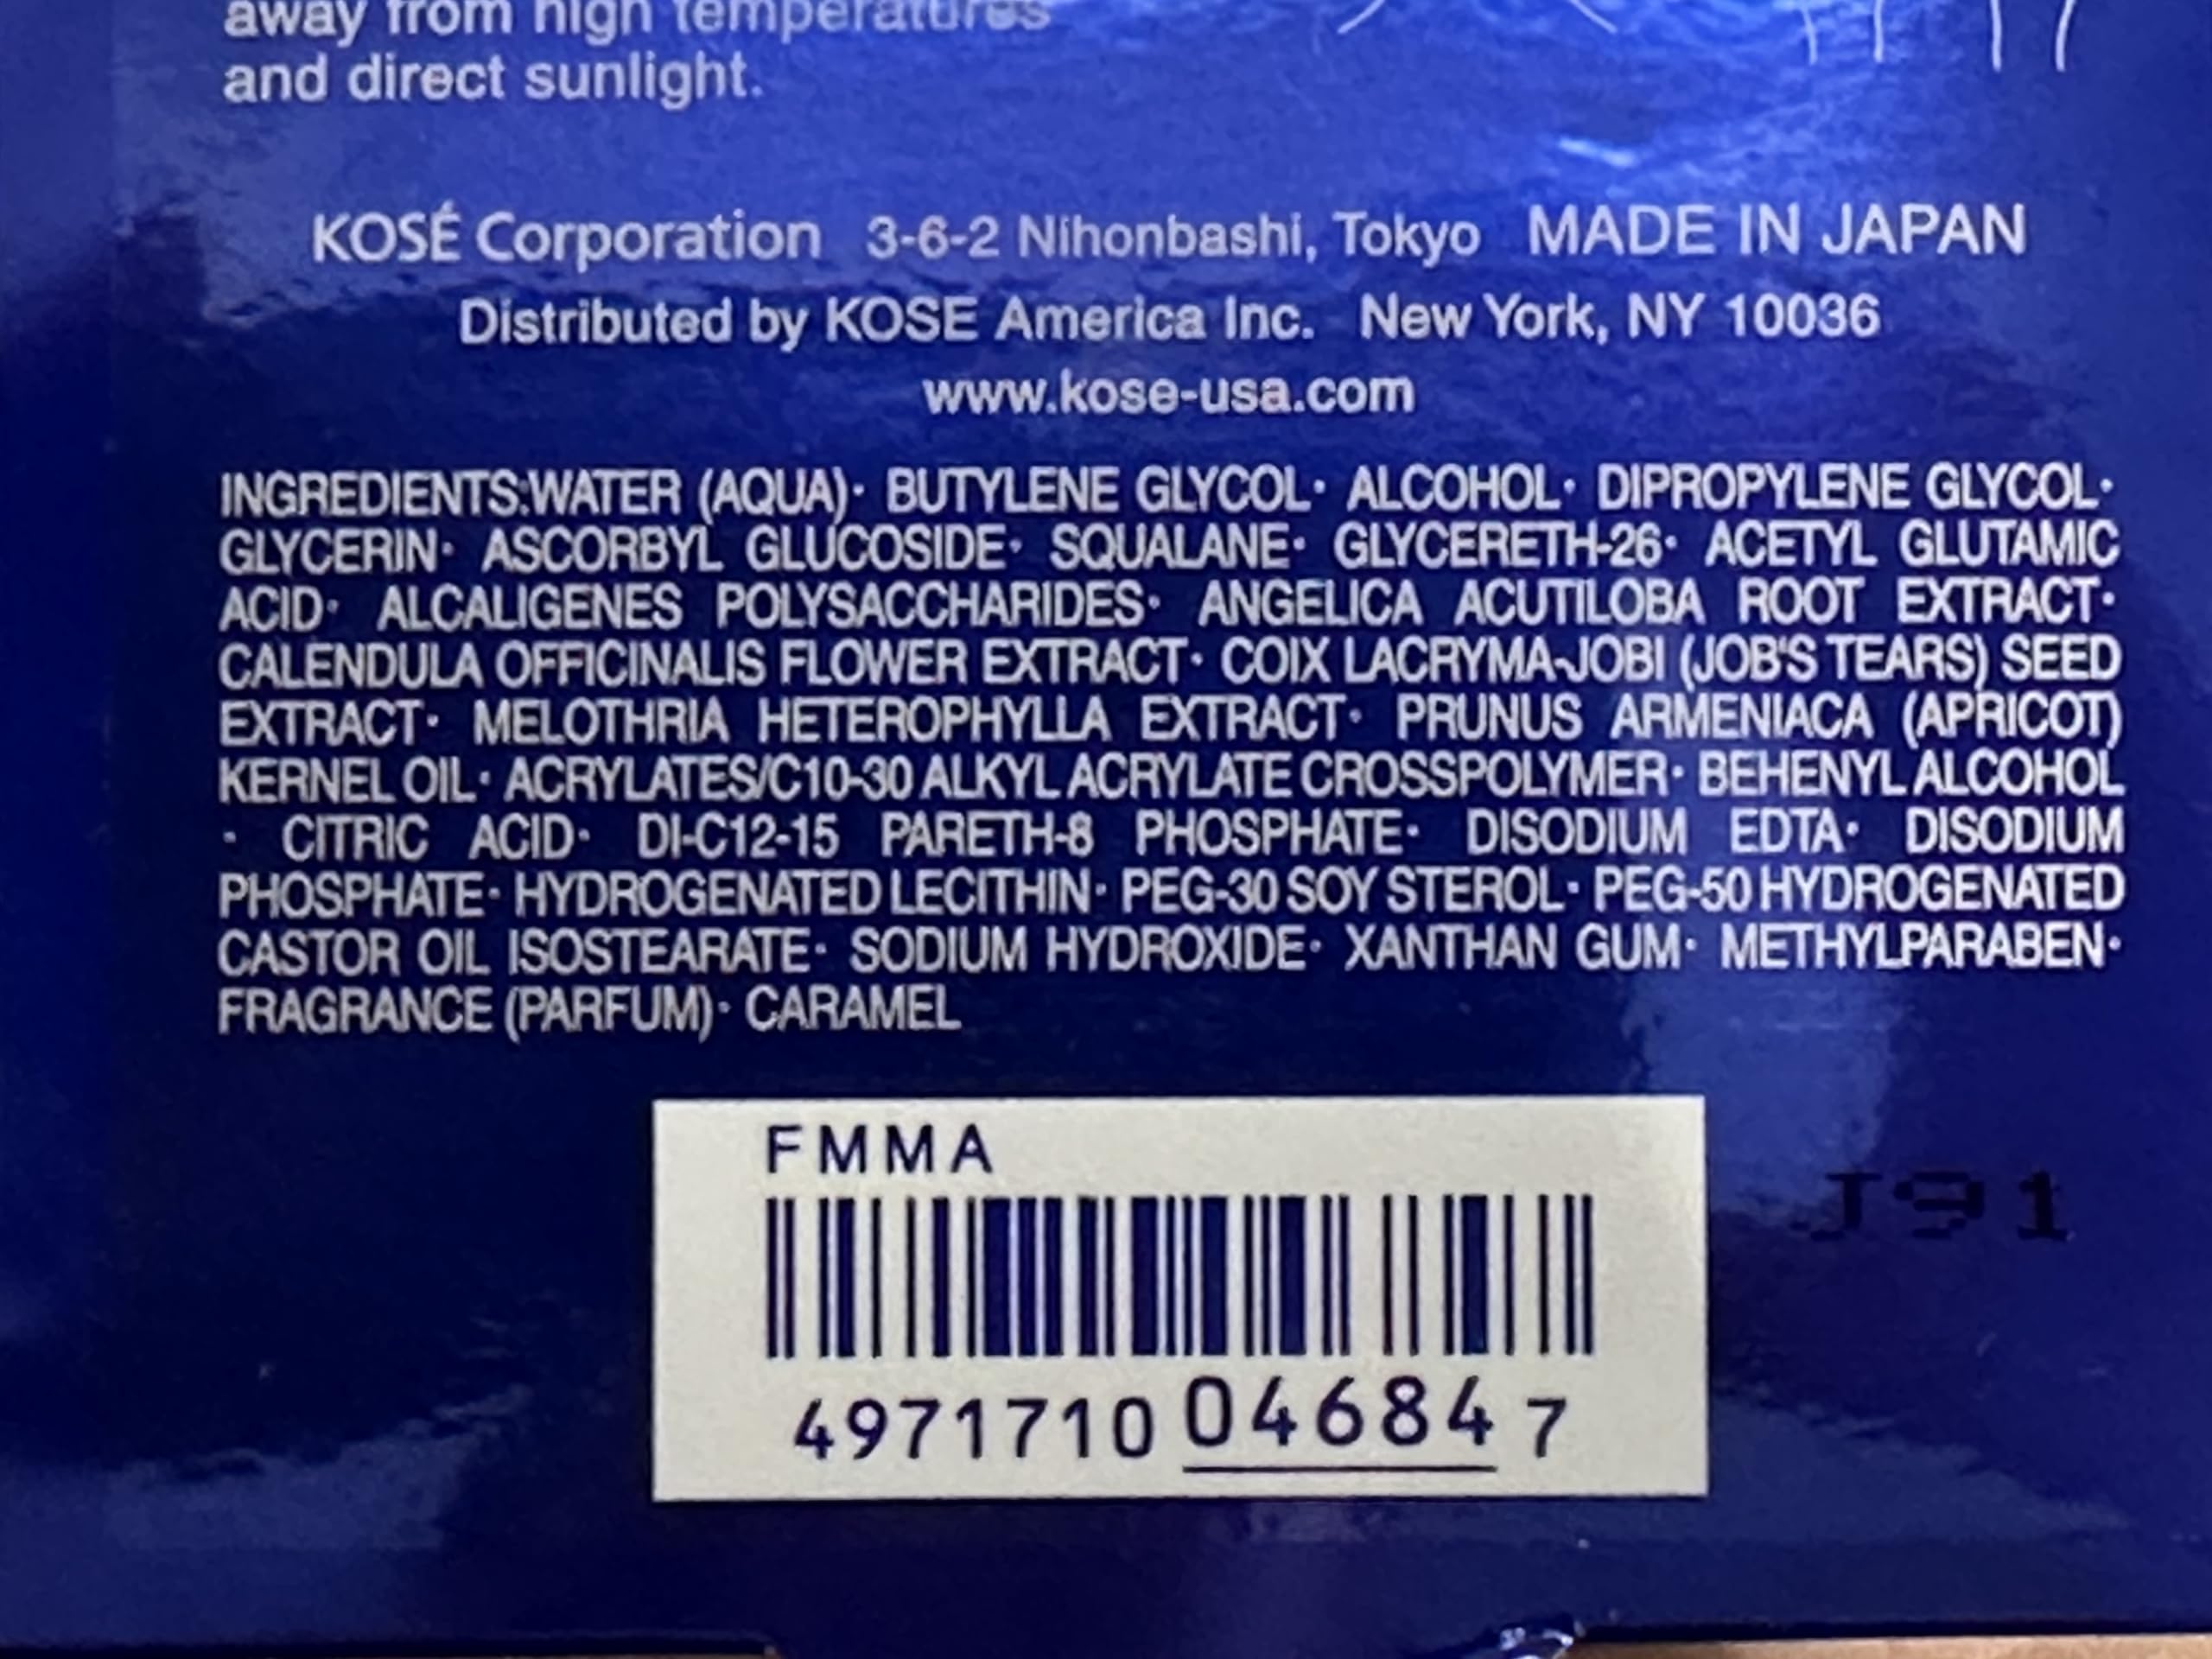 away from high temperatures
and direct sunlight.
KOSÉ Corporation 3-6-2 Nihonbashi, Tokyo MADE IN JAPAN
Distributed by KOSE America Inc. New York, NY 10036
www.kose-usa.com
INGREDIENTS:WATER (AQUA)· BUTYLENE GLYCOL· ALCOHOL· DIPROPYLENE GLYCOL·
GLYCERIN· ASCORBYL GLUCOSIDE· SQUALANE· GLYCERETH-26· ACETYL GLUTAMIC
ACID· ALCALIGENES POLYSACCHARIDES· ANGELICA ACUTILOBA ROOT EXTRACT·
CALENDULA OFFICINALIS FLOWER EXTRACT· COIX LACRYMA-JOBI (JOB'S TEARS) SEED
EXTRACT· MELOTHRIA HETEROPHYLLA EXTRACT· PRUNUS ARMENIACA (APRICOT)
KERNEL OIL· ACRYLATES/C10-30 ALKYL ACRYLATE CROSSPOLYMER· BEHENYL ALCOHOL
· CITRIC ACID· DI-C12-15 PARETH-8 PHOSPHATE· DISODIUM EDTA· DISODIUM
PHOSPHATE· HYDROGENATED LECITHIN· PEG-30 SOY STEROL· PEG-50 HYDROGENATED
CASTOR OIL ISOSTEARATE· SODIUM HYDROXIDE· XANTHAN GUM· METHYLPARABEN·
FRAGRANCE (PARFUM)· CARAMEL
FMMA
J91
4971710 04684 7